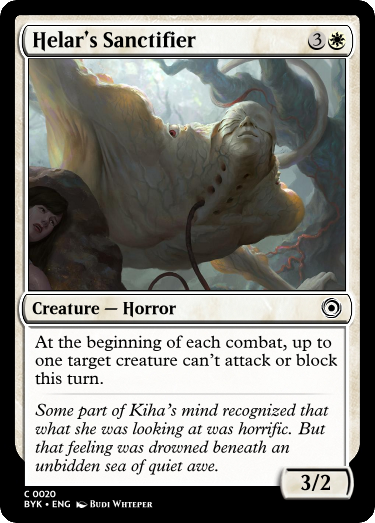 Helar's Sanctifier 3
Creature — Horror
At the beginning of each combat, up to
one target creature can't attack or block
this turn.
Some part of Kiha's mind recognized that
what she was looking at was horrific. But
that feeling was drowned beneath an
unbidden sea of quiet awe.
3/2
C 0020
BYK • ENG Budi Whteper